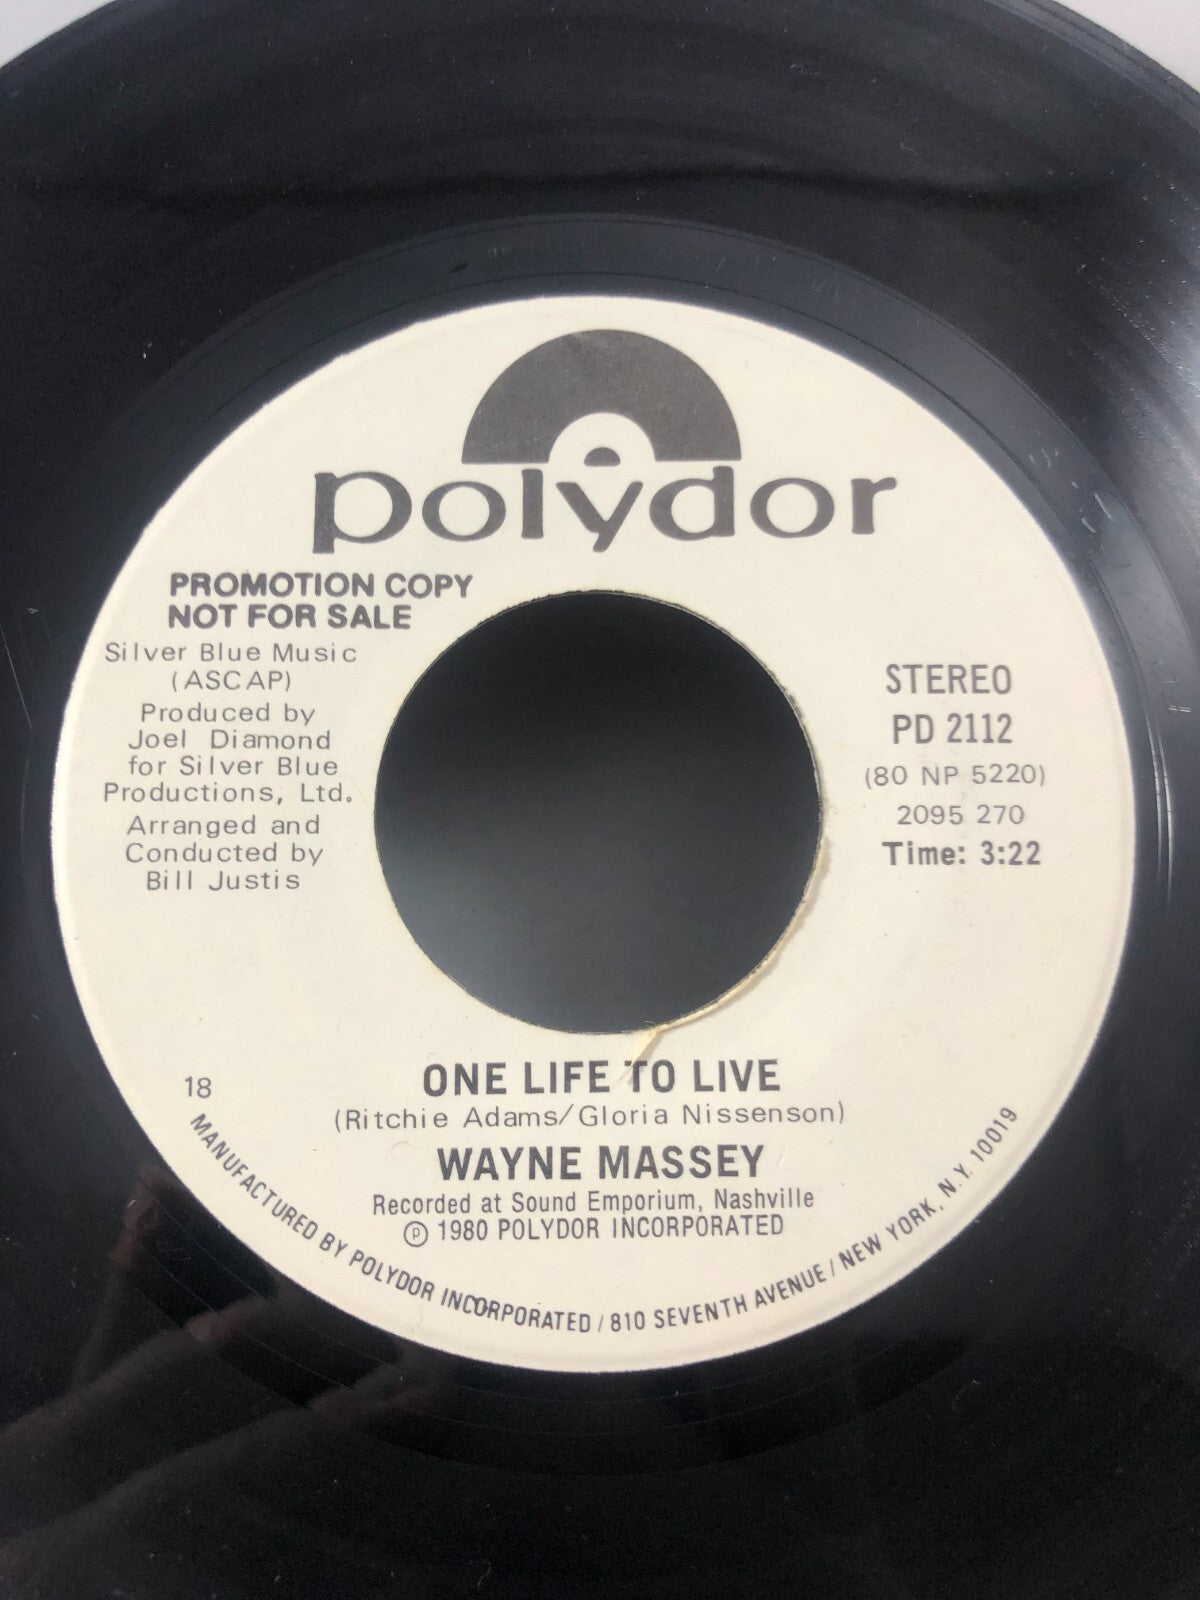 polydor
PROMOTION COPY
NOT FOR SALE
Silver Blue Music
(ASCAP)
Produced by
Joel Diamond
for Silver Blue
Productions, Ltd.
Arranged and
Conducted by
Bill Justis
STEREO
PD 2112
(80 NP 5220)
2095 270
Time: 3:22
18
ONE LIFE TO LIVE
(Ritchie Adams/Gloria Nissenson)
WAYNE MASSEY
Recorded at Sound Emporium, Nashville
℗ 1980 POLYDOR INCORPORATED
MANUFACTURED BY POLYDOR INCORPORATED / 810 SEVENTH AVENUE / NEW YORK, N.Y. 10019